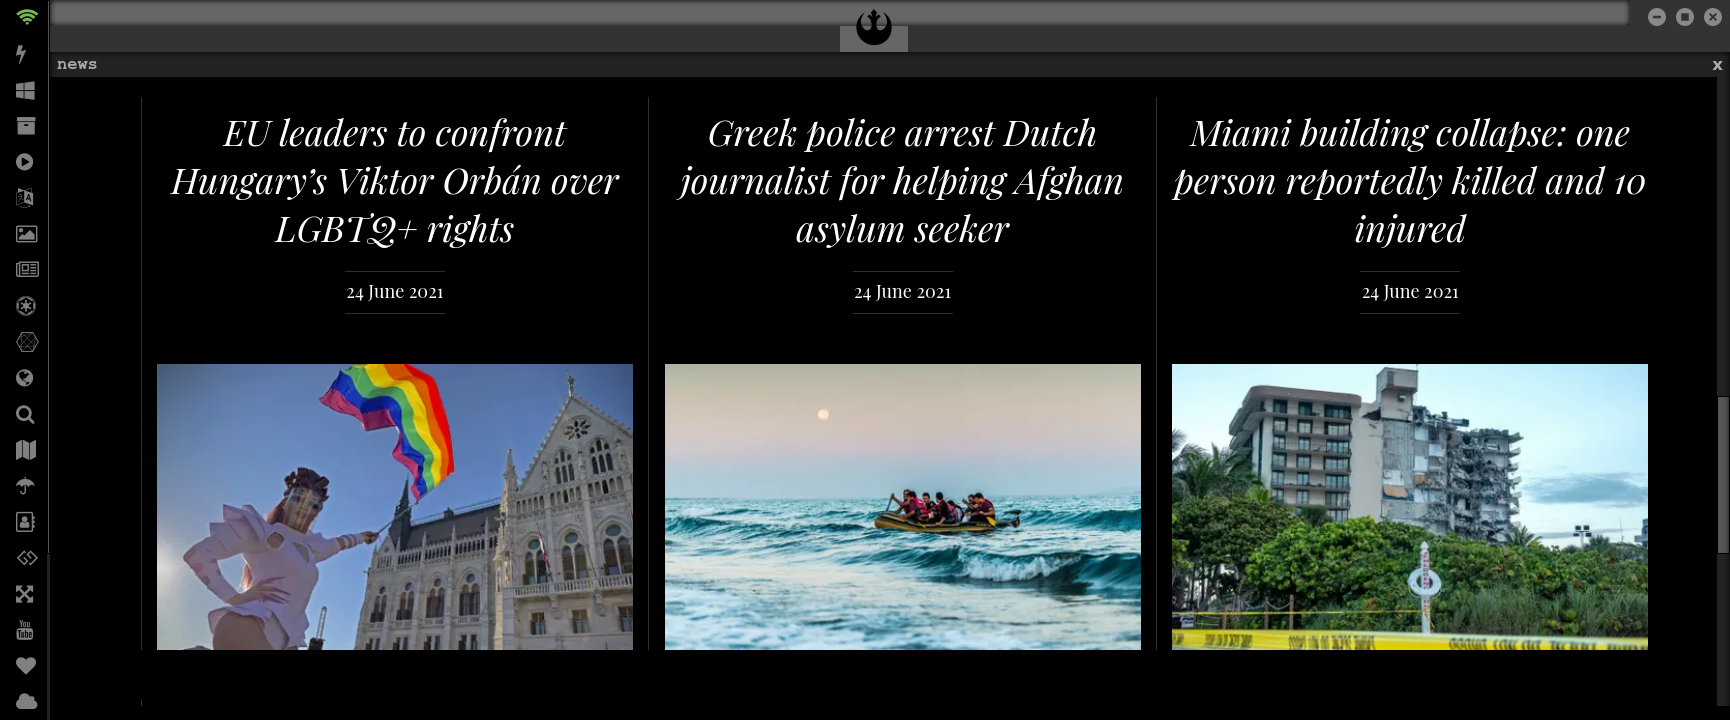 news
x
EU leaders to confront
Hungary's Viktor Orbán over
LGBTQ+ rights
24 June 2021
Greek police arrest Dutch
journalist for helping Afghan
asylum seeker
24 June 2021
Miami building collapse: one
person reportedly killed and 10
injured
24 June 2021
You
Tube